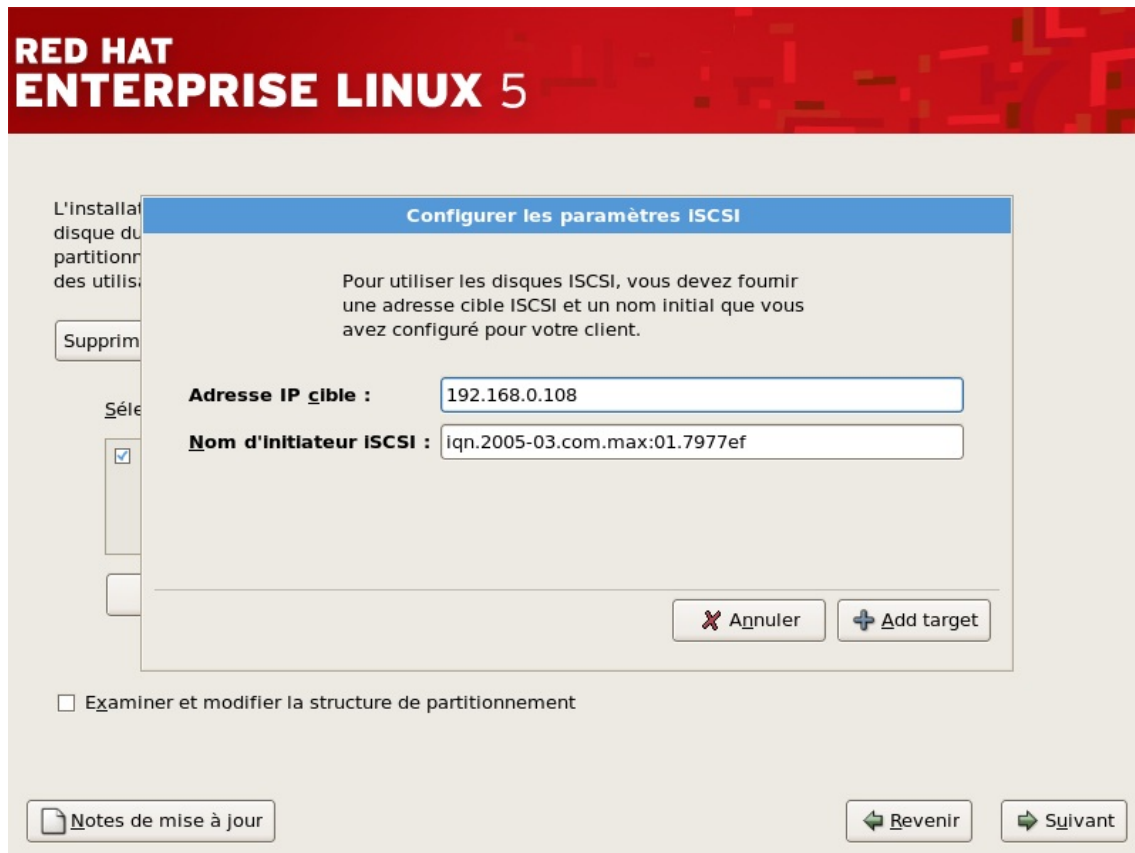 RED HAT
ENTERPRISE LINUX 5
L'installat
disque du
partitionn
des utilisa
Supprim
Séle
Configurer les paramètres iSCSI
Pour utiliser les disques ISCSI, vous devez fournir
une adresse cible ISCSI et un nom initial que vous
avez configuré pour votre client.
Adresse IP cible : 192.168.0.108
Nom d'initiateur iSCSI : iqn.2005-03.com.max:01.7977ef
Annuler
Add target
Examiner et modifier la structure de partitionnement
Notes de mise à jour
Revenir
Suivant